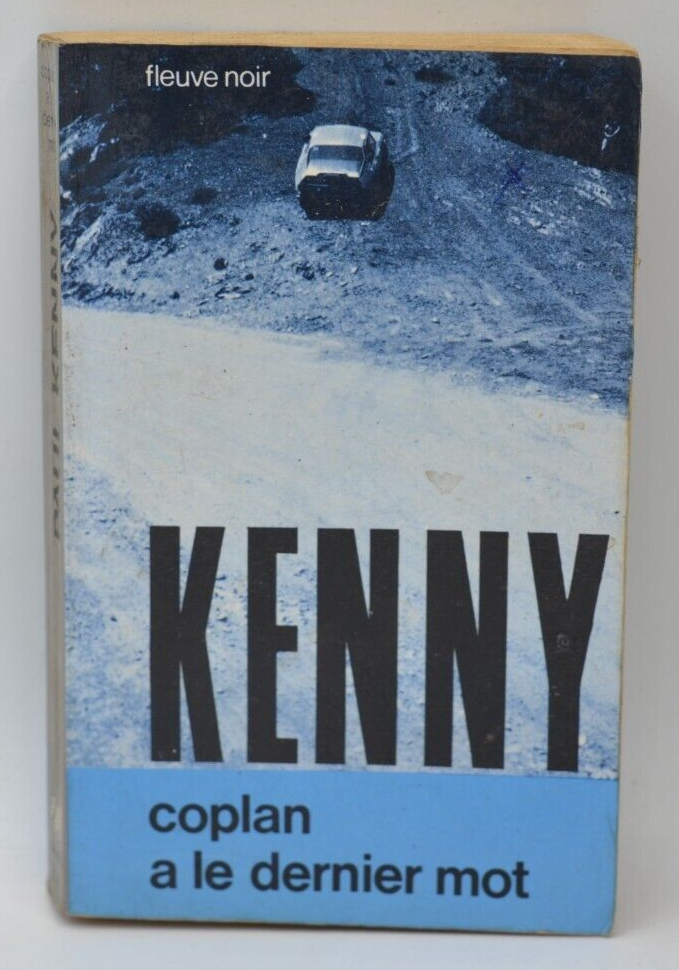 fleuve noir
KENNY
coplan
a le dernier mot
PAUL KENNY